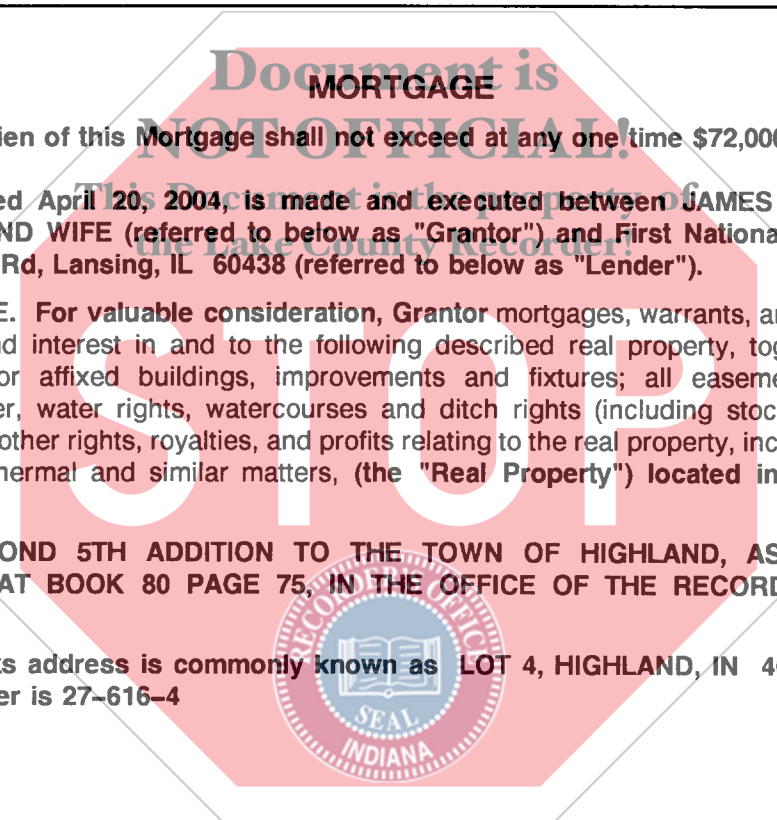 Document is
MORTGAGE
NOT OFFICIAL!
ien of this Mortgage shall not exceed at any one time $72,000
This Document is the property of
ed April 20, 2004, is made and executed between JAMES
the Lake County Recorder!
ND WIFE (referred to below as "Grantor") and First Nationa
Rd, Lansing, IL 60438 (referred to below as "Lender").
E. For valuable consideration, Grantor mortgages, warrants, a
nd interest in and to the following described real property, tog
or affixed buildings, improvements and fixtures; all easeme
er, water rights, watercourses and ditch rights (including stoc
other rights, royalties, and profits relating to the real property, inc
hermal and similar matters, (the "Real Property") located in
STOP
OND 5TH ADDITION TO THE TOWN OF HIGHLAND, AS
AT BOOK 80 PAGE 75, IN THE OFFICE OF THE RECORD
ts address is commonly known as LOT 4, HIGHLAND, IN 4
er is 27-616-4
RECORDER'S OFFICE
SEAL
INDIANA